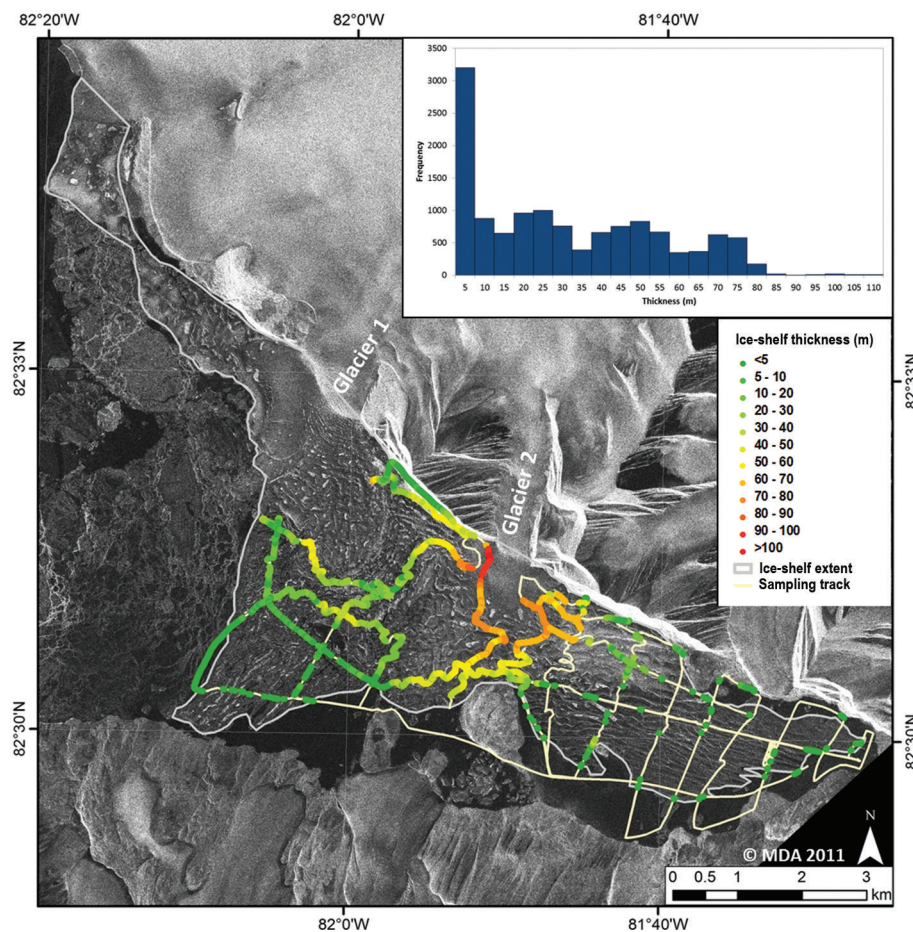 82°20'N
82°0'N
81°40'N
3500
3000
2500
2000
1500
1000
500
0
Frequency
5 10 15 20 25 30 35 40 45 50 55 60 65 70 75 80 85 90 95 100 105 110
Thickness (m)
82°33'N
82°33'N
Glacier 1
Glacier 2
Ice-shelf thickness (m)
<5
5 - 10
10 - 20
20 - 30
30 - 40
40 - 50
50 - 60
60 - 70
70 - 80
80 - 90
90 - 100
>100
Ice-shelf extent
Sampling track
82°30'N
82°30'N
N
© MDA 2011
0 0.5 1 2 3
km
82°0'N
81°40'N